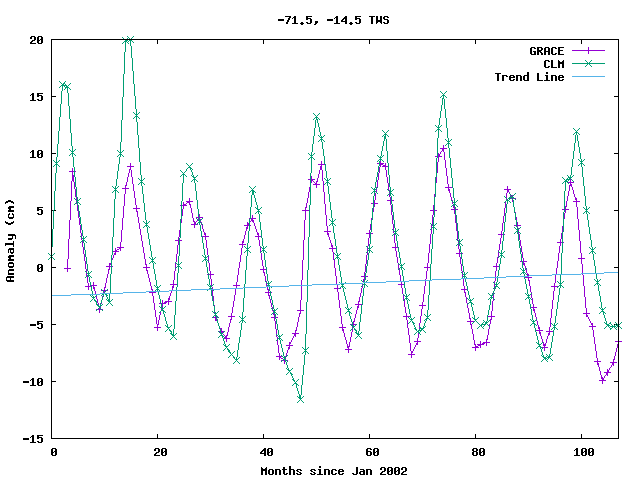 -71.5, -14.5 TWS
GRACE
CLM
Trend Line
20
15
10
5
0
-5
-10
-15
Anomaly (cm)
0 20 40 60 80 100
Months since Jan 2002